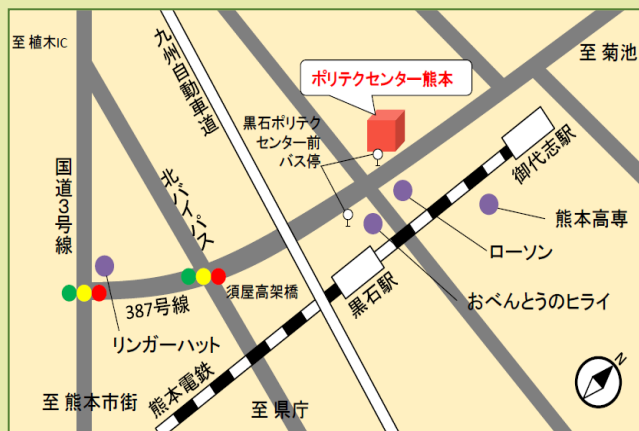 至 植木IC
九州自動車道
至 菊池
ポリテクセンター熊本
黒石ポリテク
センター前
バス停
国道3号線
北バイパス
御代志駅
熊本高専
ローソン
おべんとうのヒライ
黒石駅
須屋高架橋
387号線
リンガーハット
熊本電鉄
至 熊本市街
至 県庁
N